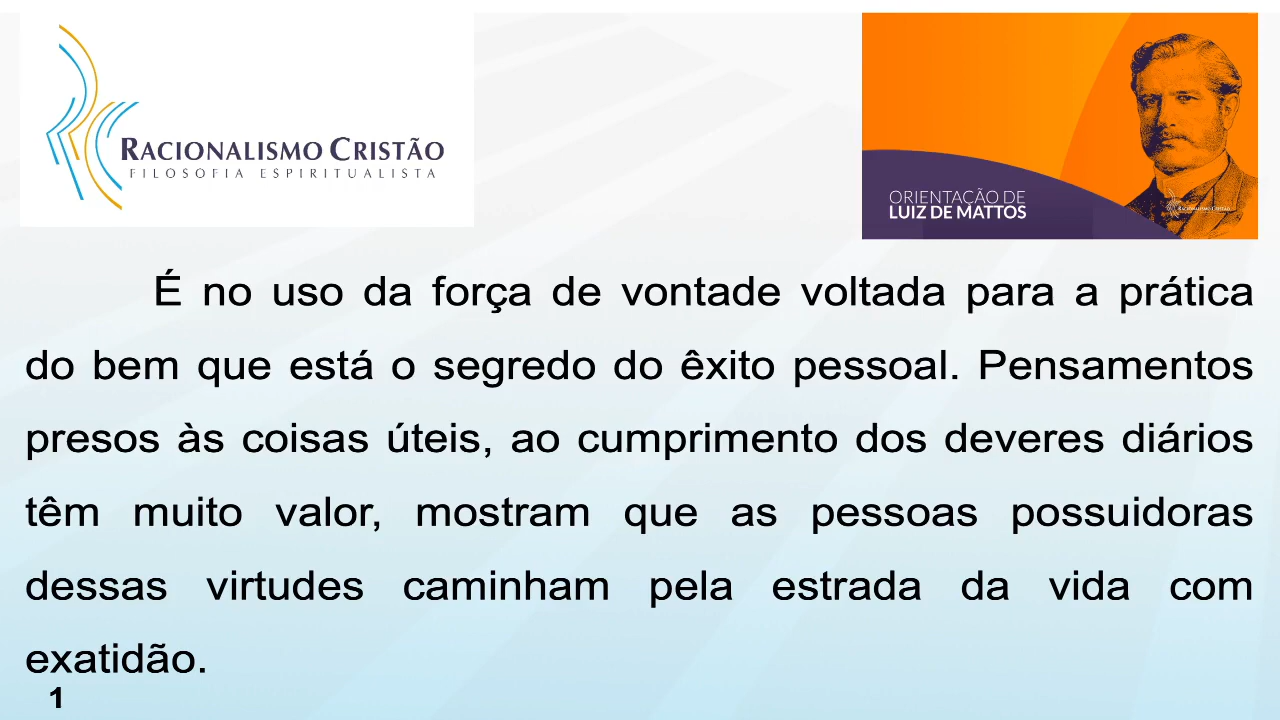 RACIONALISMO CRISTÃO
FILOSOFIA ESPIRITUALISTA
ORIENTAÇÃO DE
LUIZ DE MATTOS
RACIONALISMO CRISTÃO
É no uso da força de vontade voltada para a prática
do bem que está o segredo do êxito pessoal. Pensamentos
presos às coisas úteis, ao cumprimento dos deveres diários
têm muito valor, mostram que as pessoas possuidoras
dessas virtudes caminham pela estrada da vida com
exatidão.
1